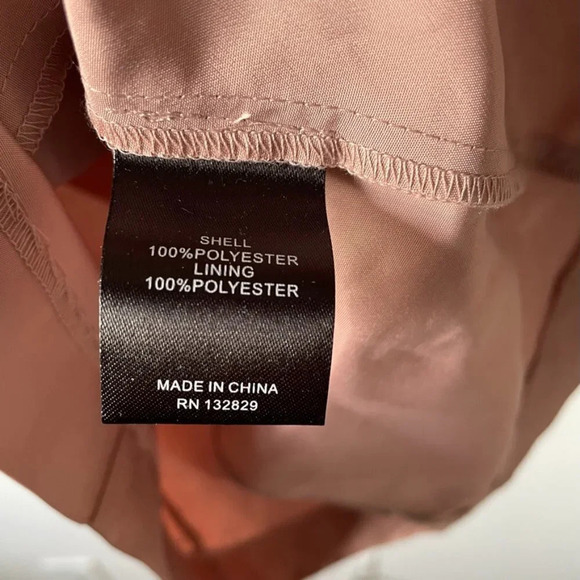 SHELL
100%POLYESTER
LINING
100%POLYESTER
MADE IN CHINA
RN 132829